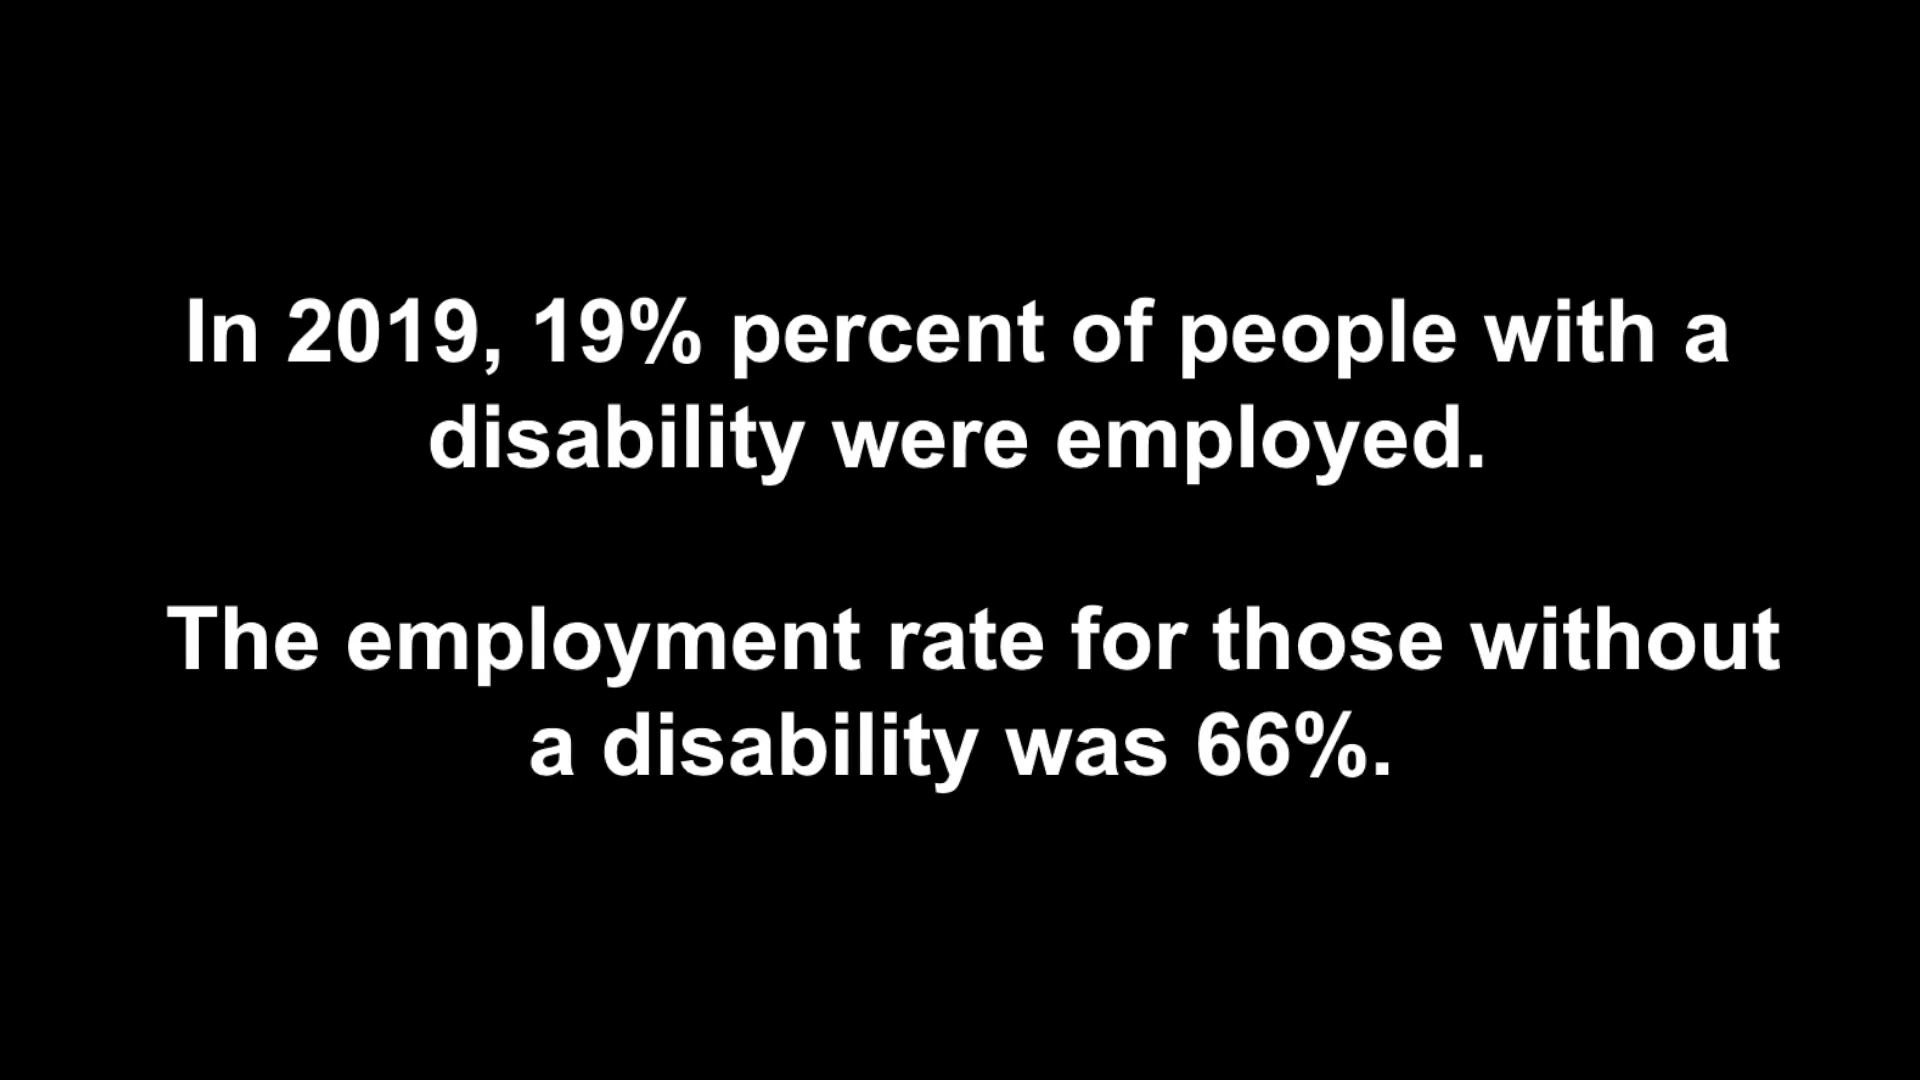 In 2019, 19% percent of people with a
disability were employed.
The employment rate for those without
a disability was 66%.